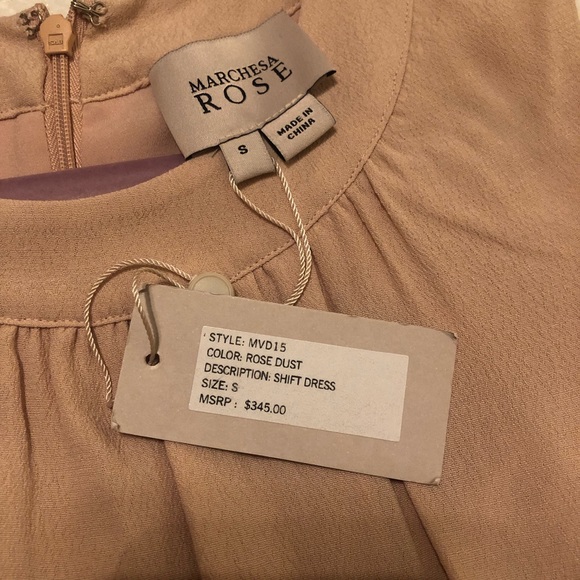 MARCHESA
ROSE
S
MADE IN
CHINA
STYLE: MVD15
COLOR: ROSE DUST
DESCRIPTION: SHIFT DRESS
SIZE: S
MSRP : $345.00